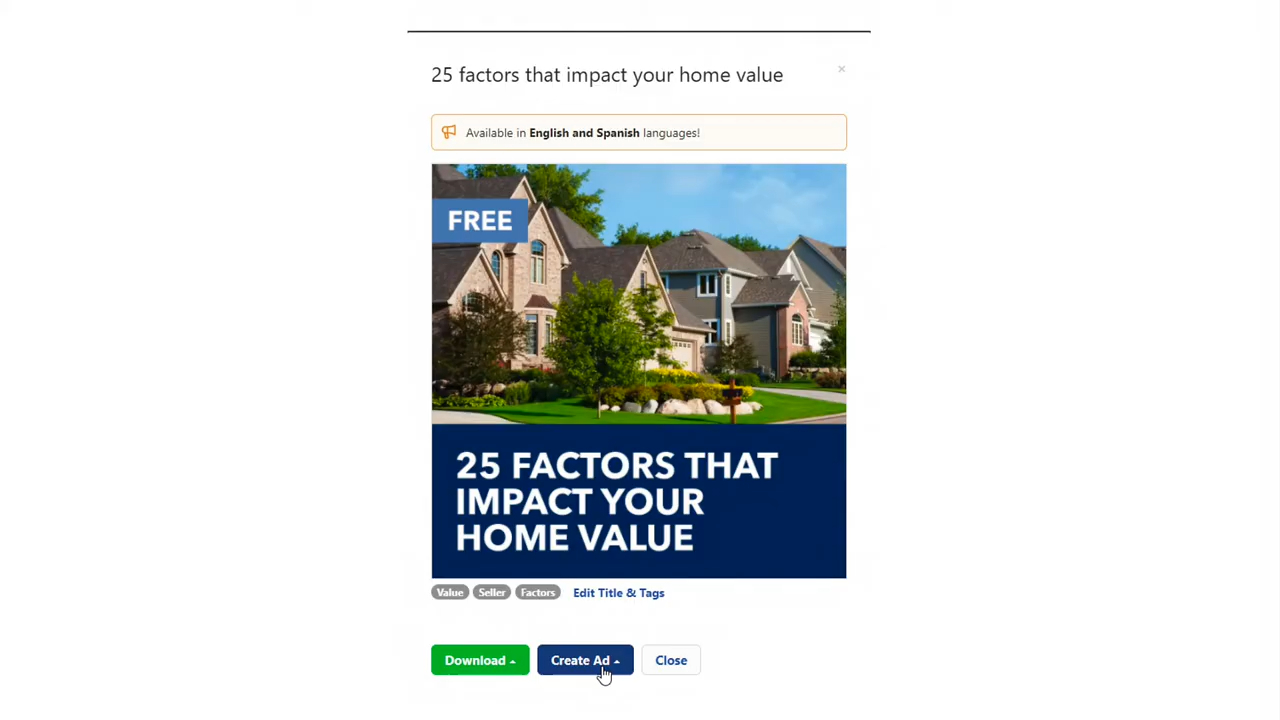 25 factors that impact your home value
×
Available in English and Spanish languages!
FREE
25 FACTORS THAT
IMPACT YOUR
HOME VALUE
Value Seller Factors Edit Title & Tags
Download Create Ad Close